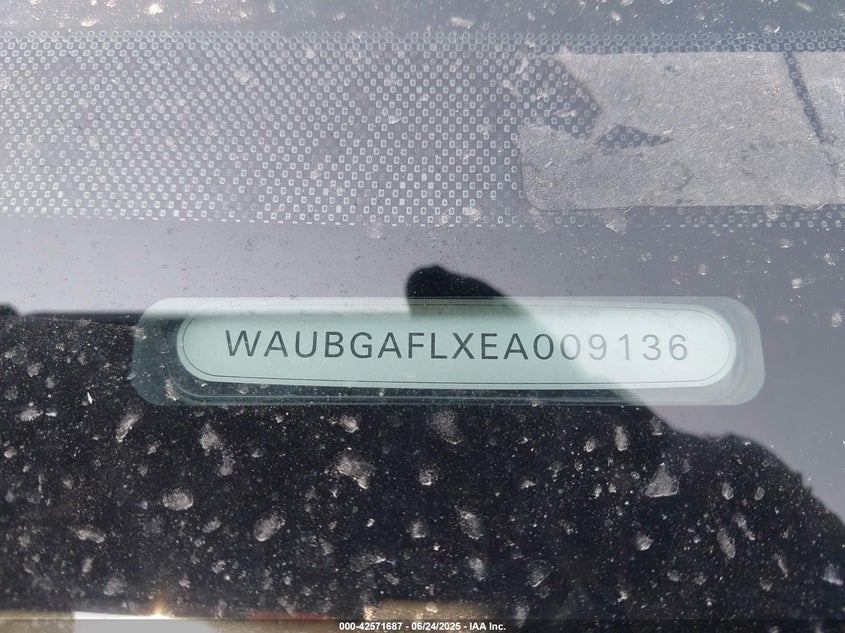 WAUBGAFLXEA009136
000-42571687 - 06/24/2025 - IAA Inc.